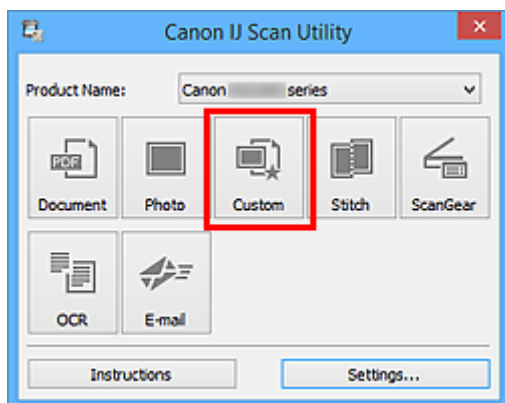 Canon IJ Scan Utility
Product Name: Canon series
PDF
Document Photo Custom Stitch ScanGear
OCR E-mail
Instructions Settings...